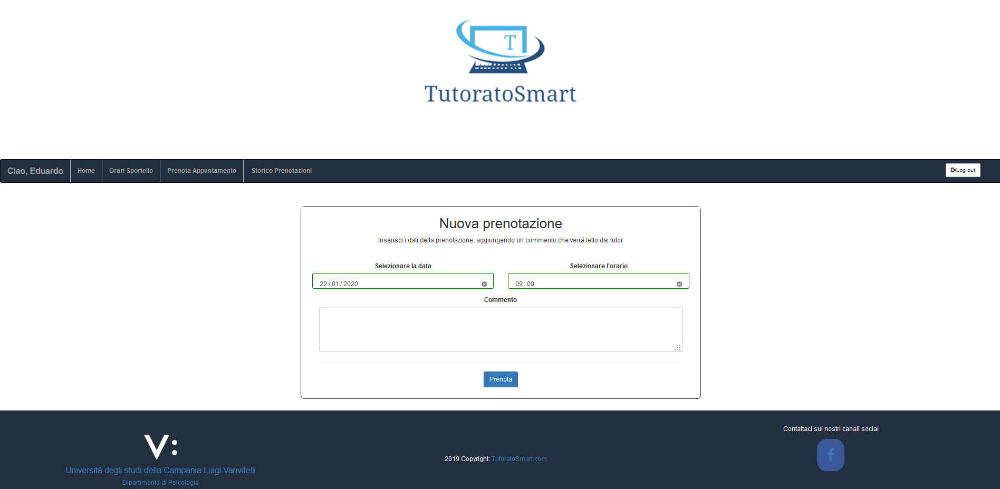 T
TutoratoSmart
Ciao, Eduardo
Home
Orari Sportello
Prenota Appuntamento
Storico Prenotazioni
Log out
Nuova prenotazione
Inserisci i dati della prenotazione, aggiungendo un commento che verrá letto dai tutor
Selezionare la data
Selezionare l'orario
22/01/2020
09:00
Commento
Prenota
V:
Universitá degli studi della Campania Luigi Vanvitelli
Dipartimento di Psicologia
2019 Copyright: TutoratoSmart.com
Contattaci sui nostri canali social
f